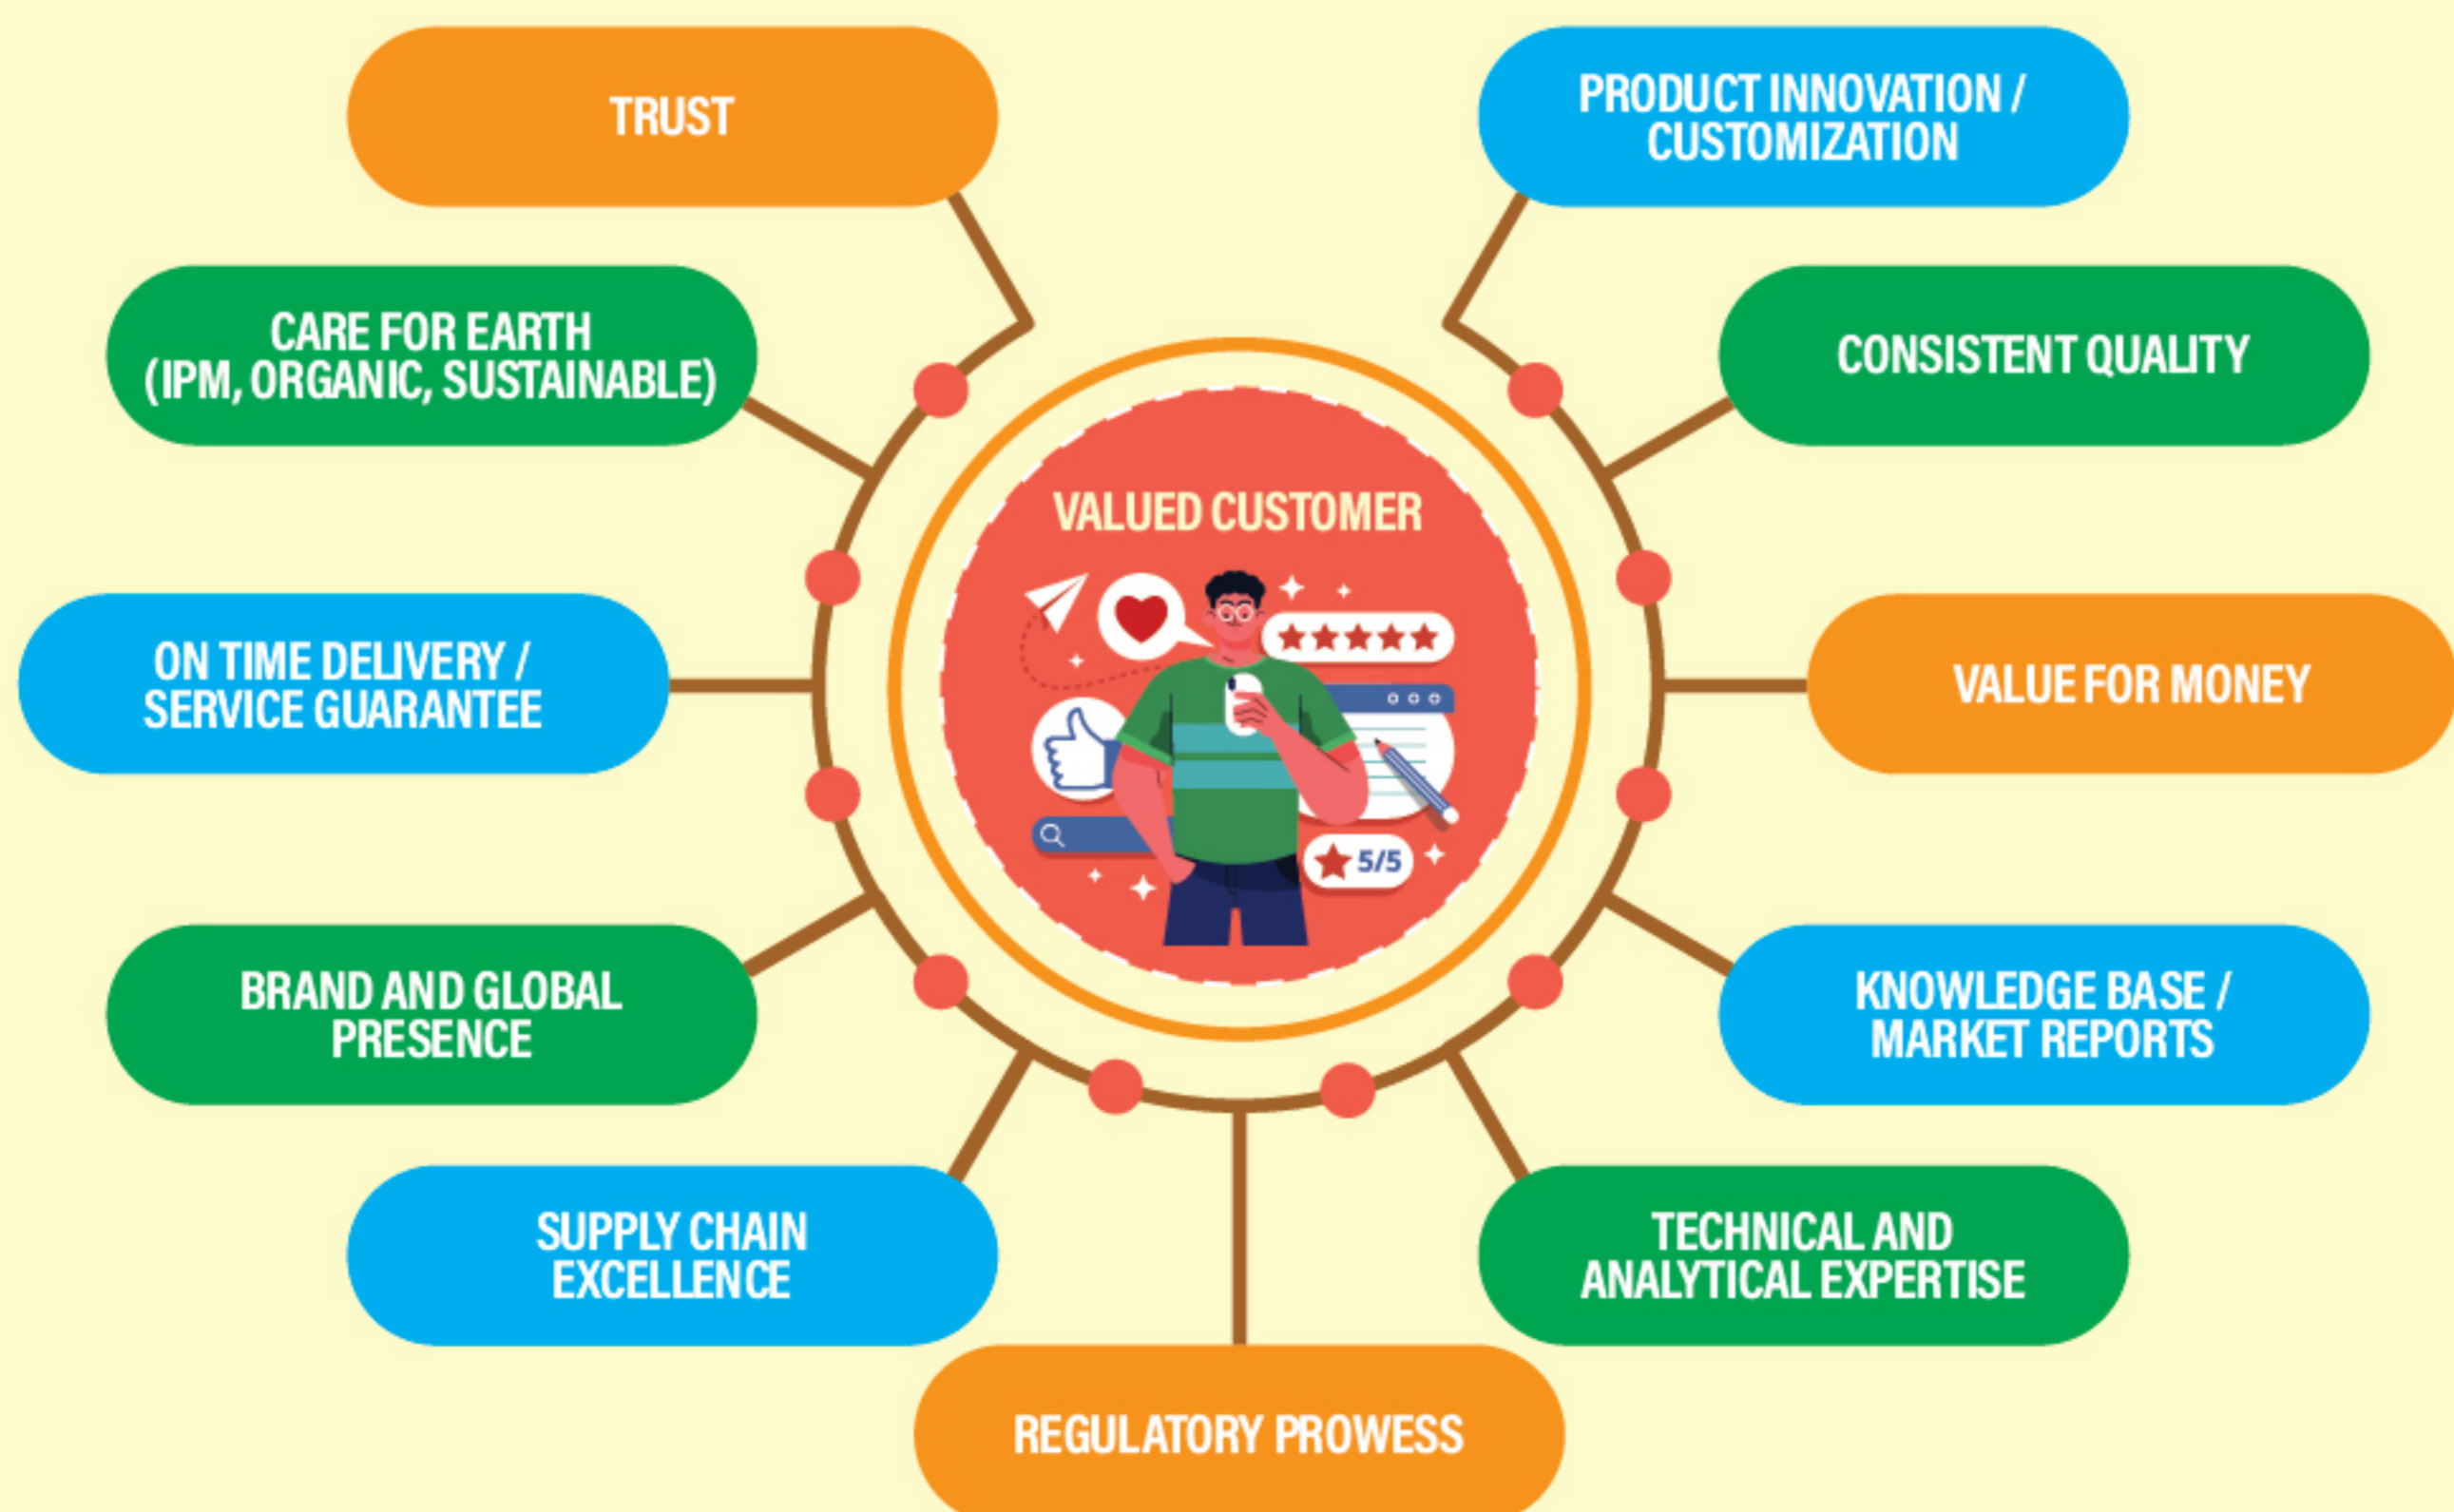 TRUST
PRODUCT INNOVATION /
CUSTOMIZATION
CARE FOR EARTH
(IPM, ORGANIC, SUSTAINABLE)
CONSISTENT QUALITY
VALUED CUSTOMER
ON TIME DELIVERY /
SERVICE GUARANTEE
VALUE FOR MONEY
5/5
BRAND AND GLOBAL
PRESENCE
KNOWLEDGE BASE /
MARKET REPORTS
SUPPLY CHAIN
EXCELLENCE
TECHNICAL AND
ANALYTICAL EXPERTISE
REGULATORY PROWESS